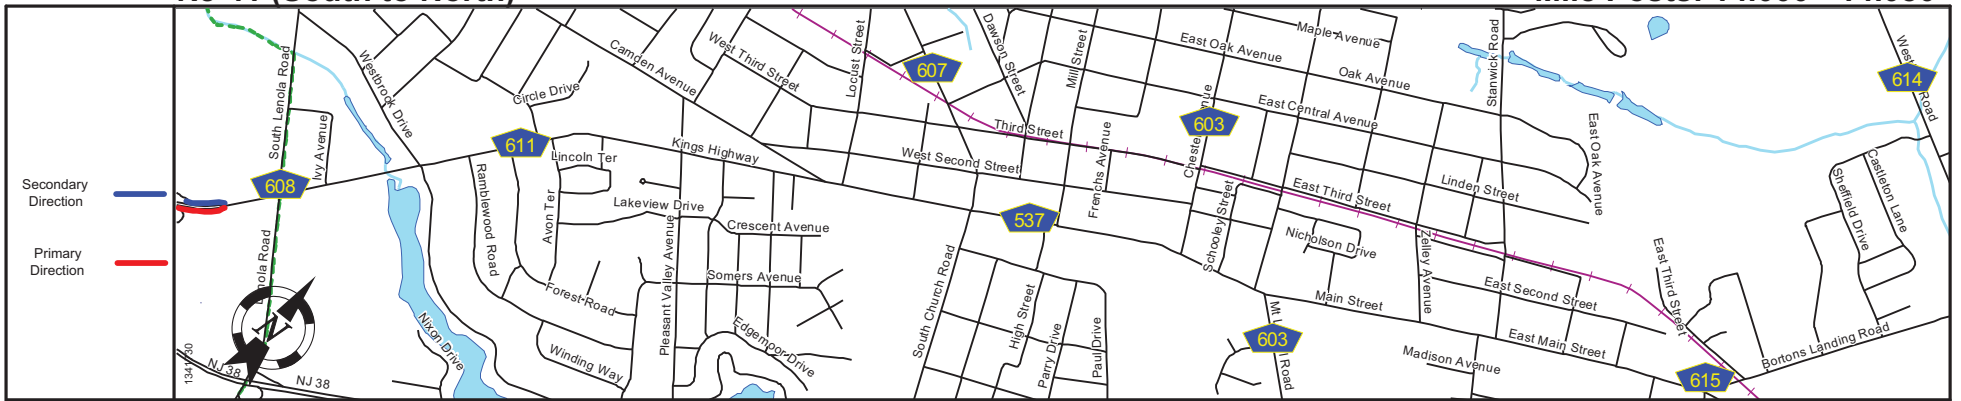 Secondary
Direction
Primary
Direction
South Lenola Road
Ivy Avenue
608
Lenola Road
N
134130
NJ 38
NJ 38
Westbrook Drive
Nixon Drive
Circle Drive
611
Lincoln Ter
Ramblewood Road
Avon Ter
Forest Road
Winding Way
Camden Avenue
West Third Street
Kings Highway
Lakeview Drive
Crescent Avenue
Pleasant Valley Avenue
Somers Avenue
Edgemoor Drive
Locust Street
607
Dawson Street
Third Street
West Second Street
537
South Church Road
High Street
Parry Drive
Paul Drive
Mill Street
Frenchs Avenue
East Oak Avenue
Maple Avenue
Oak Avenue
603
East Central Avenue
Schooley Street
East Third Street
Nicholson Drive
Linden Street
Zelley Avenue
Main Street
603
Road
Stanwick Road
East Oak Avenue
East Second Street
East Main Street
Madison Avenue
East Third Street
615
Bortons Landing Road
Sheffield Drive
Castleton Lane
614
Road